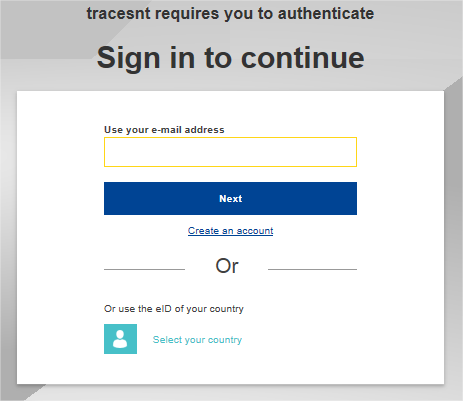 tracesnt requires you to authenticate
Sign in to continue
Use your e-mail address
Next
Create an account
Or
Or use the eID of your country
Select your country